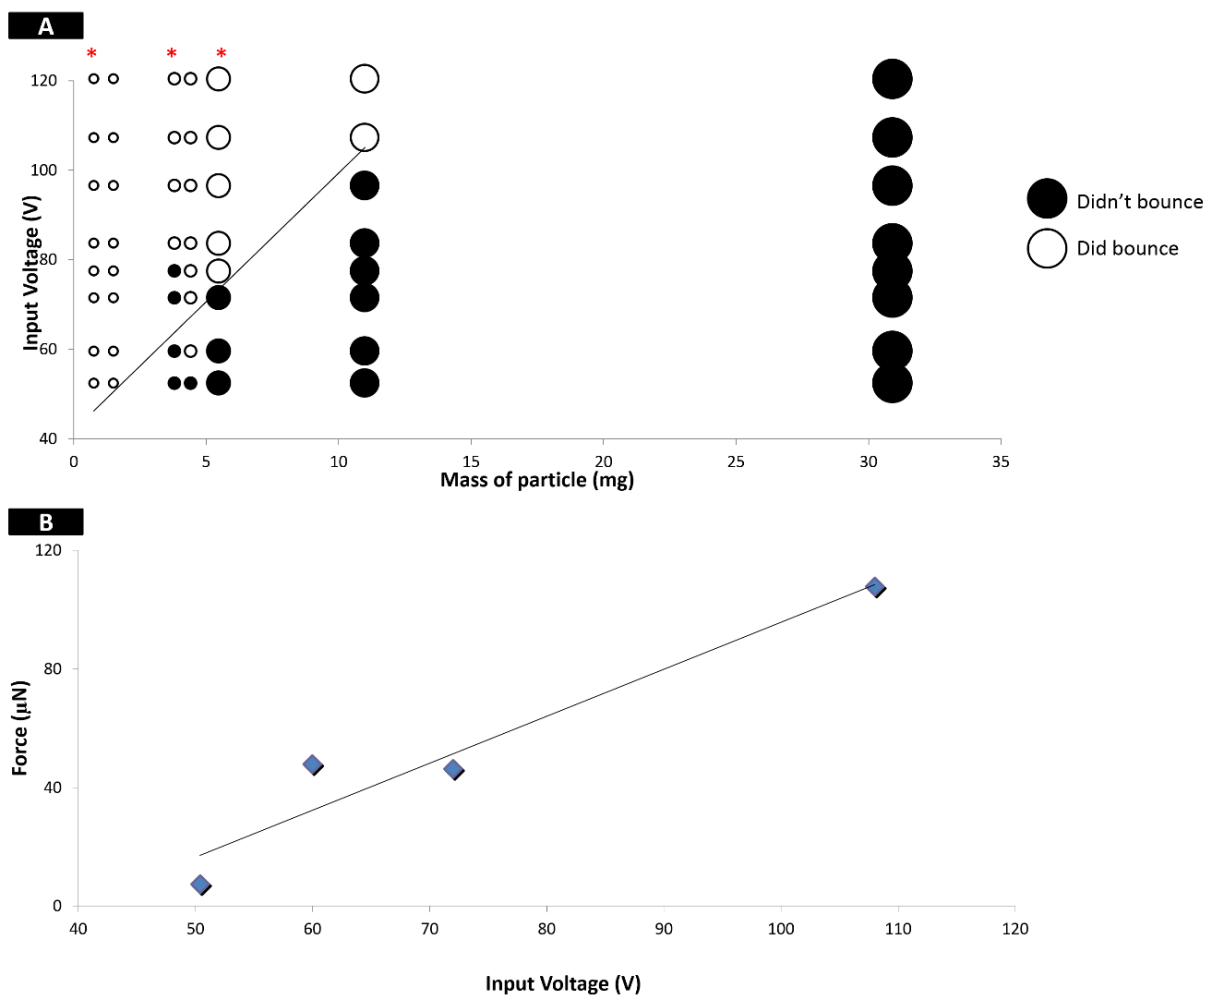 A
* * *
120
100
80
60
40
Input Voltage (V)
0 5 10 15 20 25 30 35
Mass of particle (mg)
Didn't bounce
Did bounce
B
120
80
40
0
Force (μN)
40 50 60 70 80 90 100 110 120
Input Voltage (V)